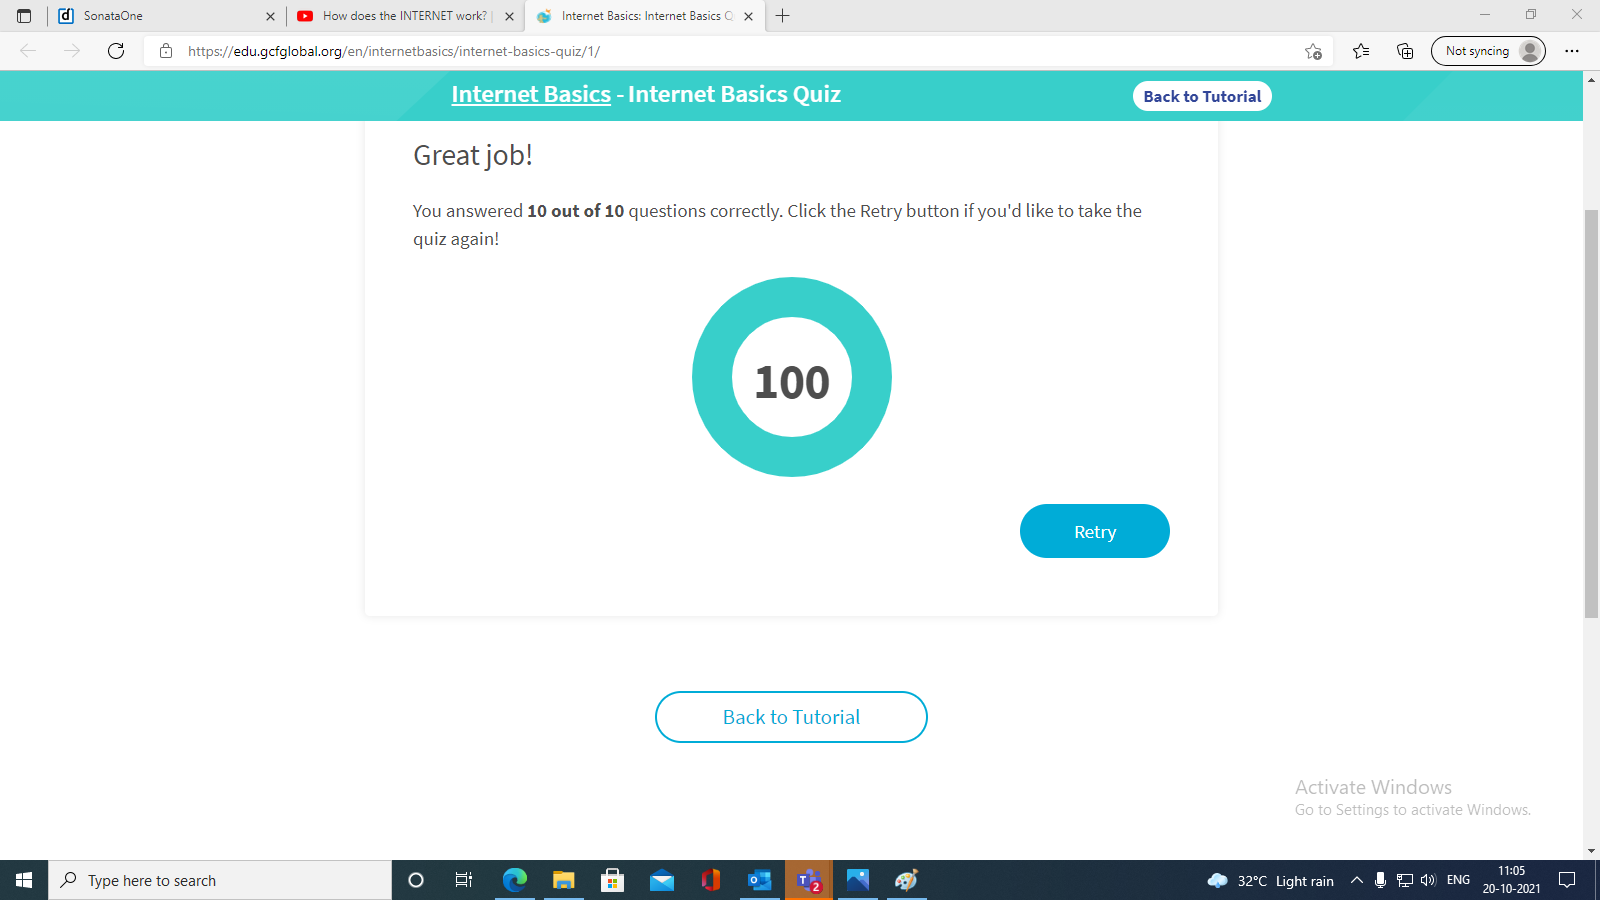 SonataOne
How does the INTERNET work? |
Internet Basics: Internet Basics Q
https://edu.gcfglobal.org/en/internetbasics/internet-basics-quiz/1/
Not syncing
Internet Basics - Internet Basics Quiz
Back to Tutorial
Great job!
You answered 10 out of 10 questions correctly. Click the Retry button if you'd like to take the
quiz again!
100
Retry
Back to Tutorial
Activate Windows
Go to Settings to activate Windows.
Type here to search
2
32°C Light rain
ENG
11:05
20-10-2021